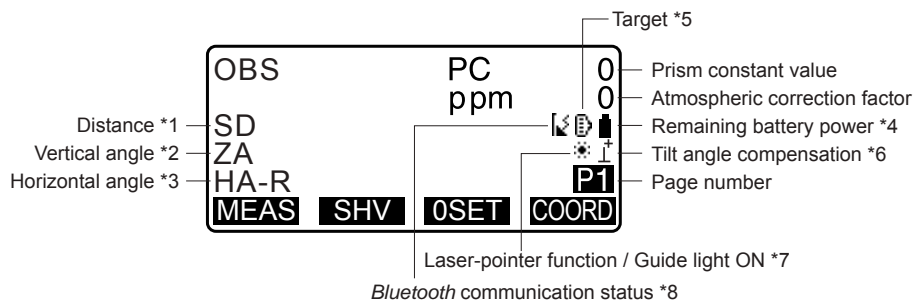 Target *5
OBS PC 0 Prism constant value
ppm 0 Atmospheric correction factor
Distance *1 SD Remaining battery power *4
Vertical angle *2 ZA Tilt angle compensation *6
Horizontal angle *3 HA-R P1 Page number
MEAS SHV 0SET COORD
Laser-pointer function / Guide light ON *7
Bluetooth communication status *8